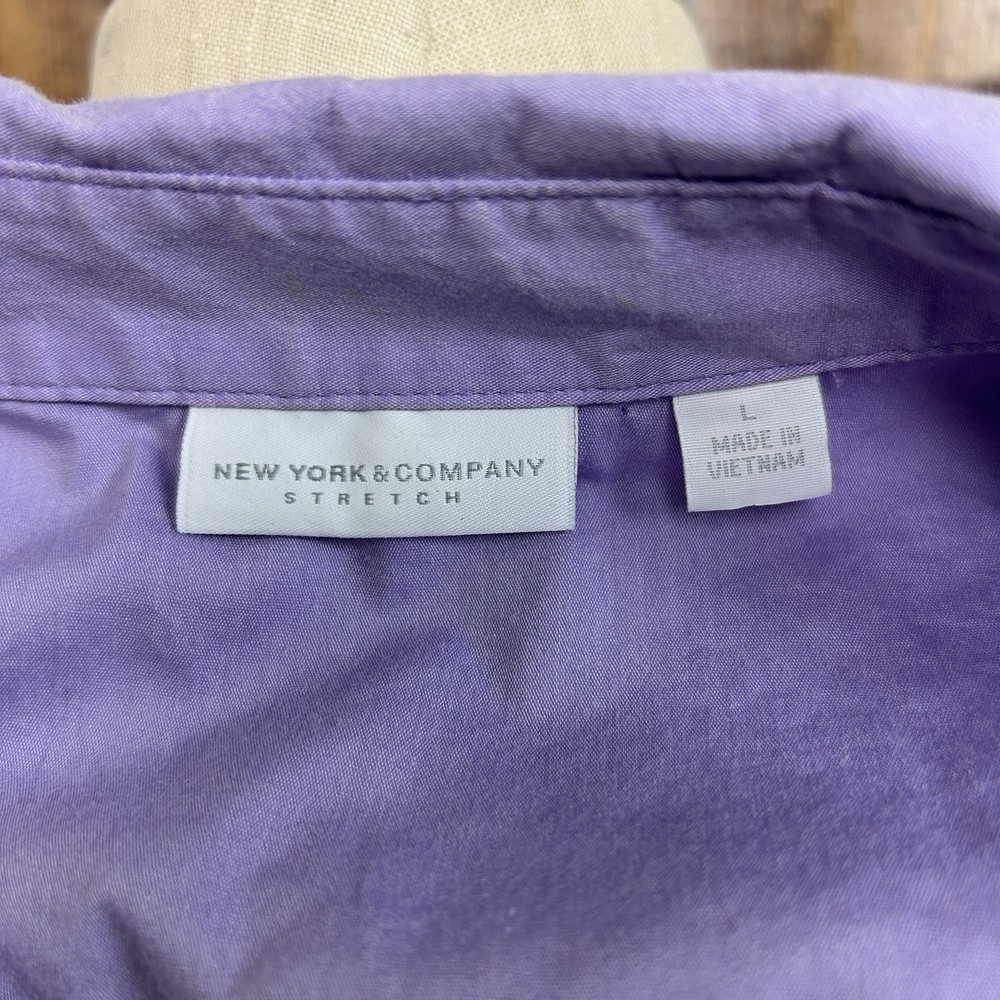 NEW YORK & COMPANY
STRETCH
L
MADE IN
VIETNAM